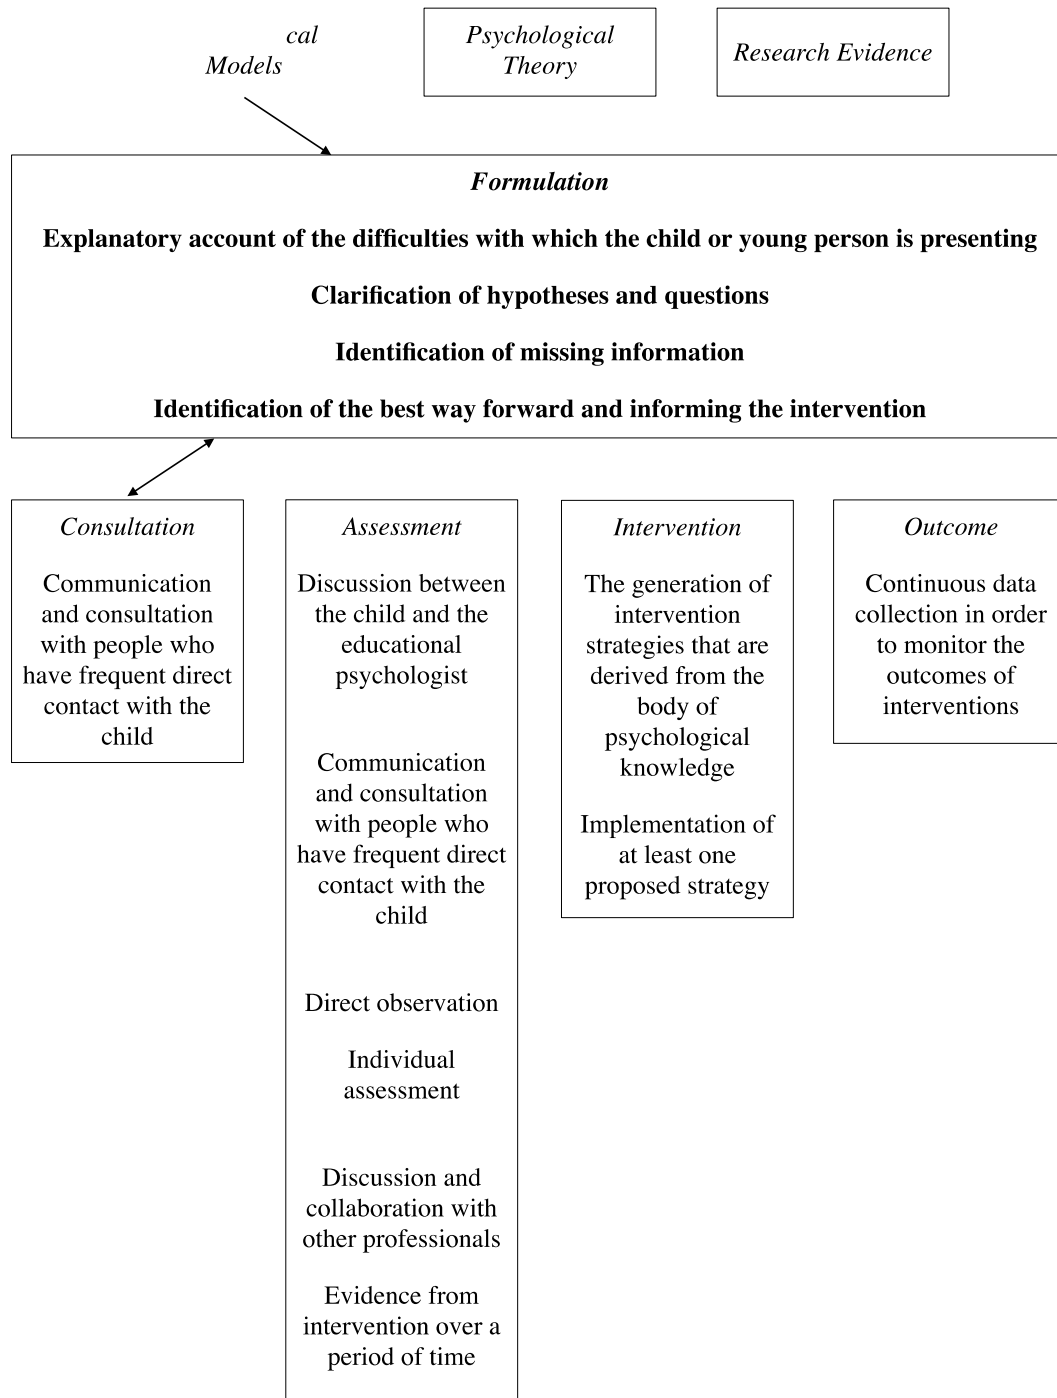 cal
Models
Psychological
Theory
Research Evidence
Formulation
Explanatory account of the difficulties with which the child or young person is presenting
Clarification of hypotheses and questions
Identification of missing information
Identification of the best way forward and informing the intervention
Consultation
Communication
and consultation
with people who
have frequent direct
contact with the
child
Assessment
Discussion between
the child and the
educational
psychologist
Communication
and consultation
with people who
have frequent direct
contact with the
child
Direct observation
Individual
assessment
Discussion and
collaboration with
other professionals
Evidence from
intervention over a
period of time
Intervention
The generation of
intervention
strategies that are
derived from the
body of
psychological
knowledge
Implementation of
at least one
proposed strategy
Outcome
Continuous data
collection in order
to monitor the
outcomes of
interventions